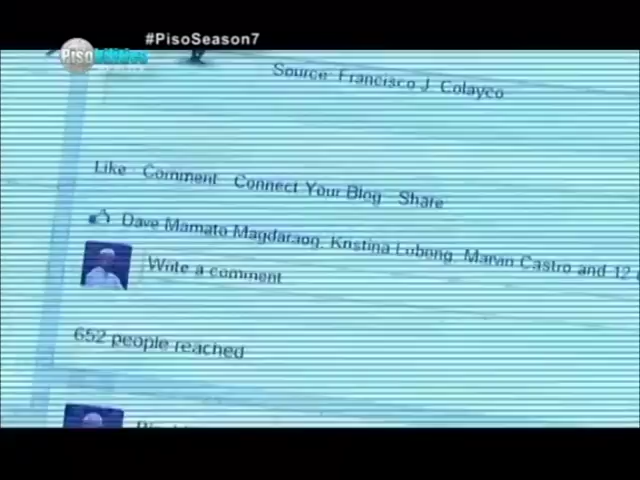 #PisoSeason7
Piso
Source: Francisco J. Colayco
Like · Comment · Connect Your Blog · Share
Dave Mamato Magdaraog, Kristina Lubong, Marvin Castro and 12
Write a comment
652 people reached